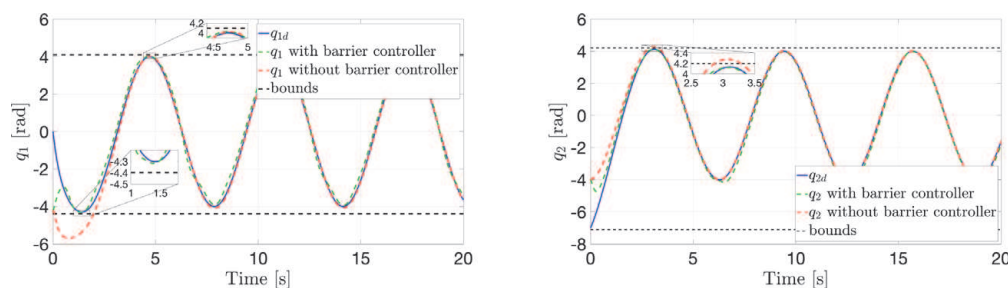 6
4
2
0
-2
-4
-6
q₁ [rad]
4.2
4
4.5 5
-4.3
-4.4
-4.5
1 1.5
q₁d
q₁ with barrier controller
q₁ without barrier controller
bounds
0 5 10 15 20
Time [s]
6
4
2
0
-2
-4
-6
-8
q₂ [rad]
4.4
4.2
4
2.5 3 3.5
q₂d
q₂ with barrier controller
q₂ without barrier controller
bounds
0 5 10 15 20
Time [s]